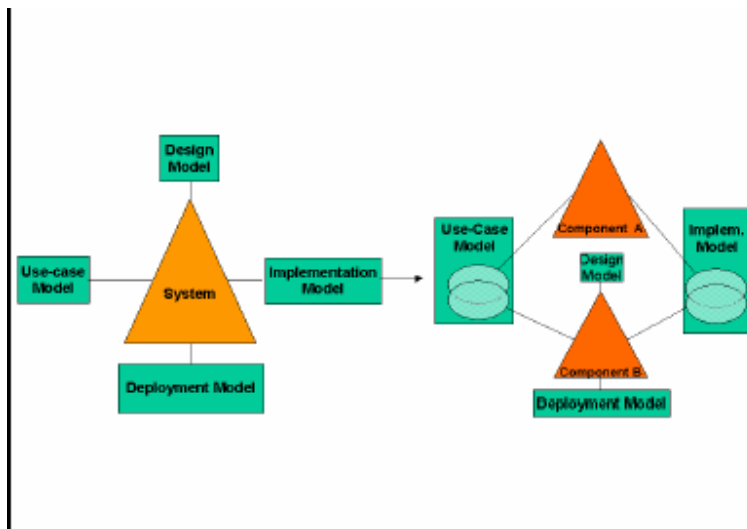 Design
Model
Use-case
Model
System
Implementation
Model
Deployment Model
Component A
Use-Case
Model
Implem.
Model
Design
Model
Component B
Deployment Model